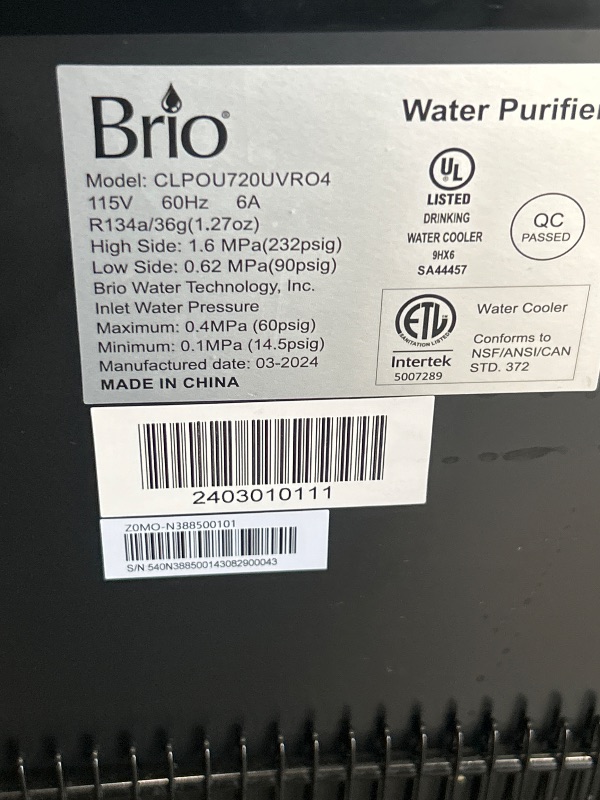 Brio®
Water Purifier
Model: CLPOU720UVRO4
115V 60Hz 6A
R134a/36g(1.27oz)
High Side: 1.6 MPa(232psig)
Low Side: 0.62 MPa(90psig)
Brio Water Technology, Inc.
Inlet Water Pressure
Maximum: 0.4MPa (60psig)
Minimum: 0.1MPa (14.5psig)
Manufactured date: 03-2024
MADE IN CHINA
UL
LISTED
DRINKING
WATER COOLER
9HX6
SA44457
QC
PASSED
ETL
SANITATION LISTED
Intertek
5007289
Water Cooler
Conforms to
NSF/ANSI/CAN
STD. 372
2403010111
Z0MO-N388500101
S/N 540N388500143082900043